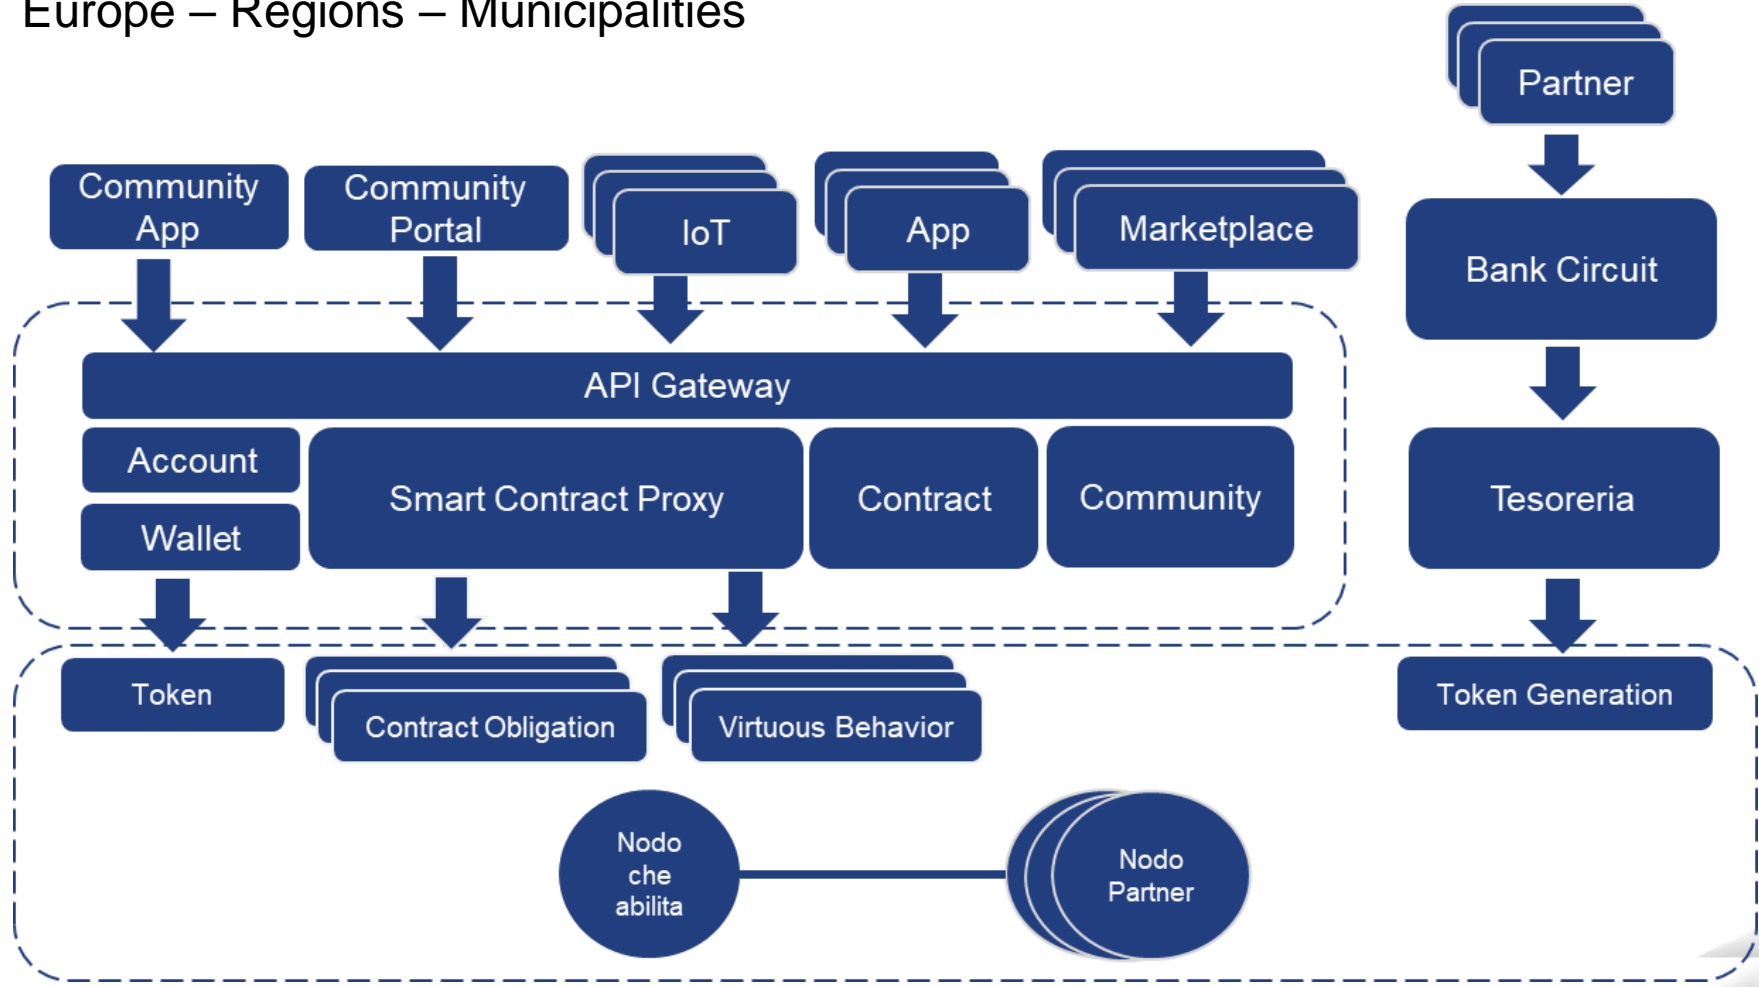 Europe – Regions – Municipalities
Partner
Community
App
Community
Portal
IoT
App
Marketplace
Bank Circuit
API Gateway
Account
Wallet
Smart Contract Proxy
Contract
Community
Tesoreria
Token
Contract Obligation
Virtuous Behavior
Token Generation
Nodo
che
abilita
Nodo
Partner